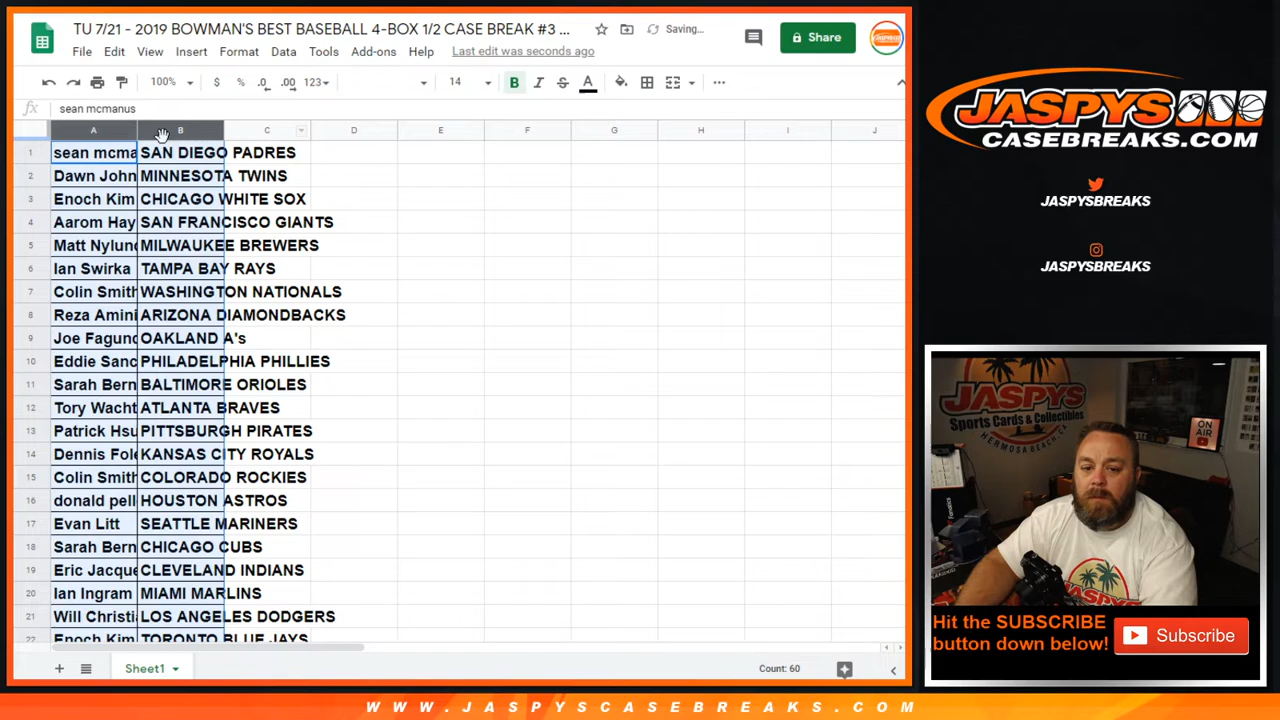 TU 7/21 - 2019 BOWMAN'S BEST BASEBALL 4-BOX 1/2 CASE BREAK #3 ...
Saving...
Share
File Edit View Insert Format Data Tools Add-ons Help Last edit was seconds ago
100% $ % .0 .00 123 14 B I S A
fx sean mcmanus
A B C D E F G H I J
1 sean mcma SAN DIEGO PADRES
2 Dawn John MINNESOTA TWINS
3 Enoch Kim CHICAGO WHITE SOX
4 Aarom Hay SAN FRANCISCO GIANTS
5 Matt Nylund MILWAUKEE BREWERS
6 Ian Swirka TAMPA BAY RAYS
7 Colin Smith WASHINGTON NATIONALS
8 Reza Amini ARIZONA DIAMONDBACKS
9 Joe Fagund OAKLAND A's
10 Eddie Sanc PHILADELPHIA PHILLIES
11 Sarah Bern BALTIMORE ORIOLES
12 Tory Wacht ATLANTA BRAVES
13 Patrick Hsu PITTSBURGH PIRATES
14 Dennis Fole KANSAS CITY ROYALS
15 Colin Smith COLORADO ROCKIES
16 donald pell HOUSTON ASTROS
17 Evan Litt SEATTLE MARINERS
18 Sarah Bern CHICAGO CUBS
19 Eric Jacque CLEVELAND INDIANS
20 Ian Ingram MIAMI MARLINS
21 Will Christi LOS ANGELES DODGERS
22 Enoch Kim TORONTO BLUE JAYS
Sheet1
Count: 60
JASPYS
CASEBREAKS.COM
JASPYSBREAKS
JASPYSBREAKS
JASPYS
Sports Cards & Collectibles
HERMOSA BEACH, CA
ON AIR
JASPYS
Hit the SUBSCRIBE
button down below!
Subscribe
WWW.JASPYSCASEBREAKS.COM